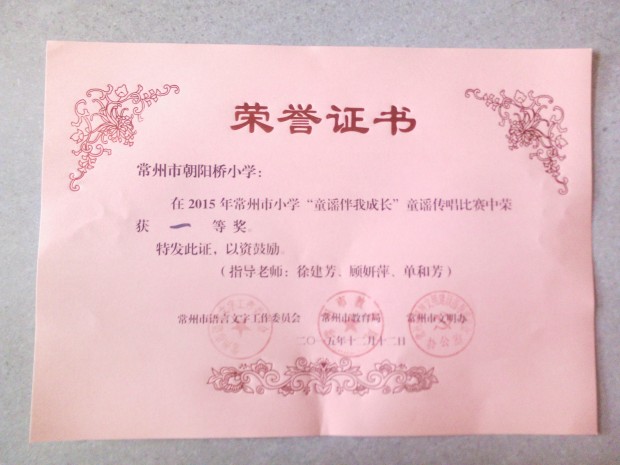 荣誉证书
常州市朝阳桥小学：
在 2015 年常州市小学“童谣伴我成长”童谣传唱比赛中荣
获 一 等 奖。
特发此证，以资鼓励。
（指导老师：徐建芳、顾妍萍、单和芳）
常州市语言文字工作委员会 常州市教育局 常州市文明办
二〇一五年十二月十二日